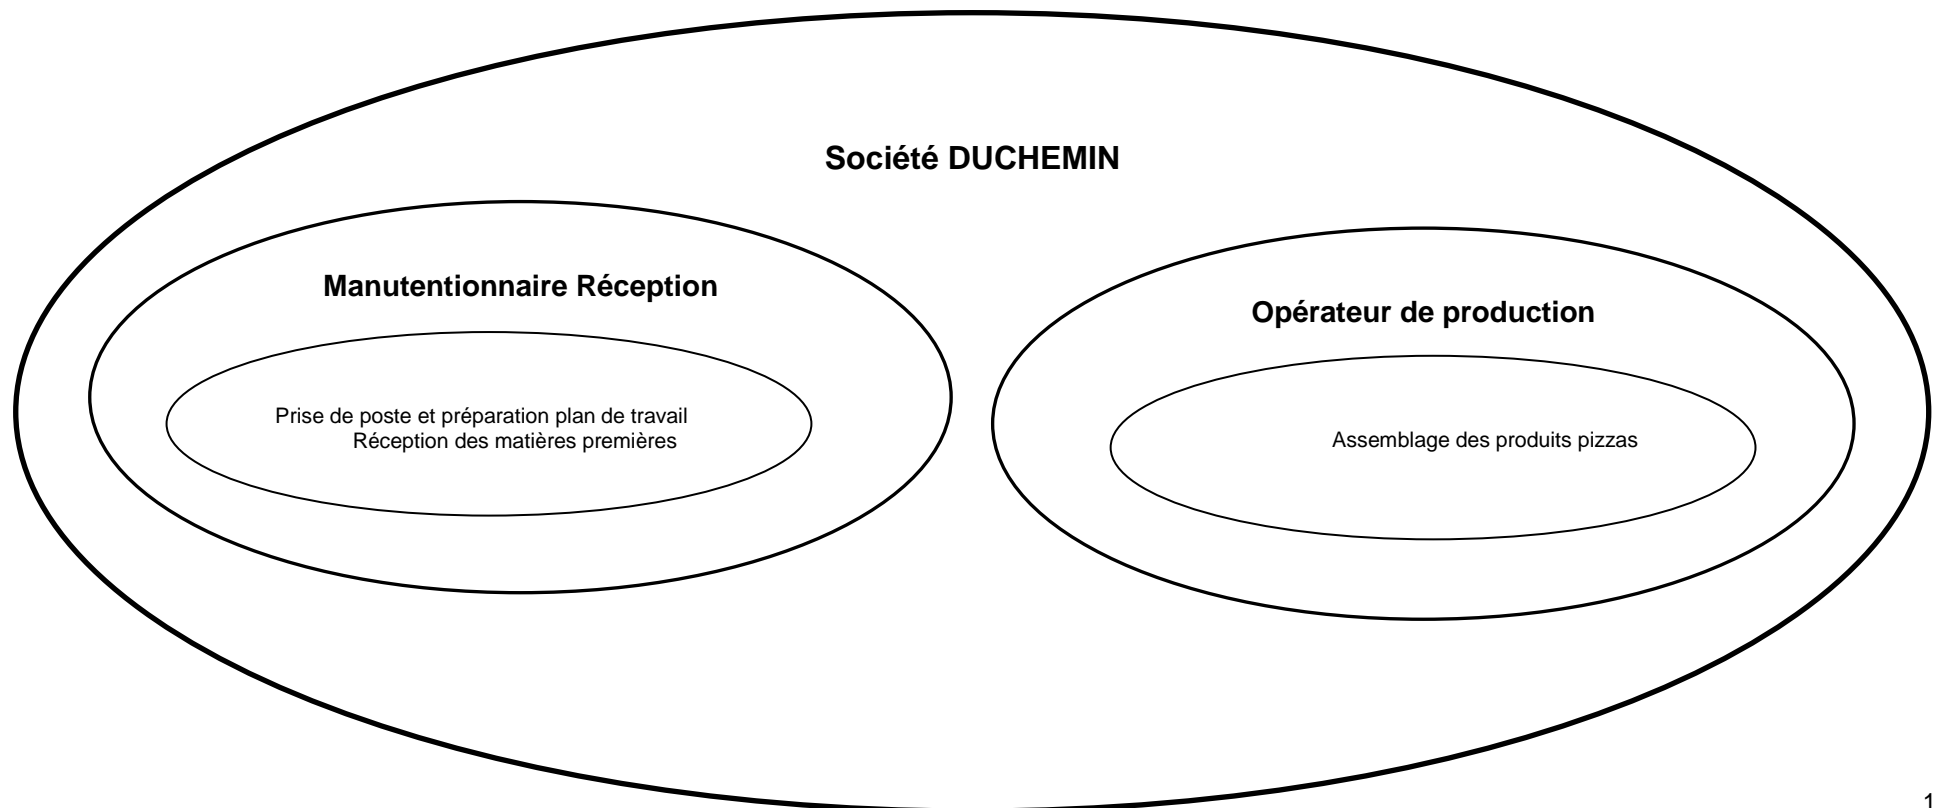 Société DUCHEMIN
Manutentionnaire Réception
Prise de poste et préparation plan de travail
Réception des matières premières
Opérateur de production
Assemblage des produits pizzas
1